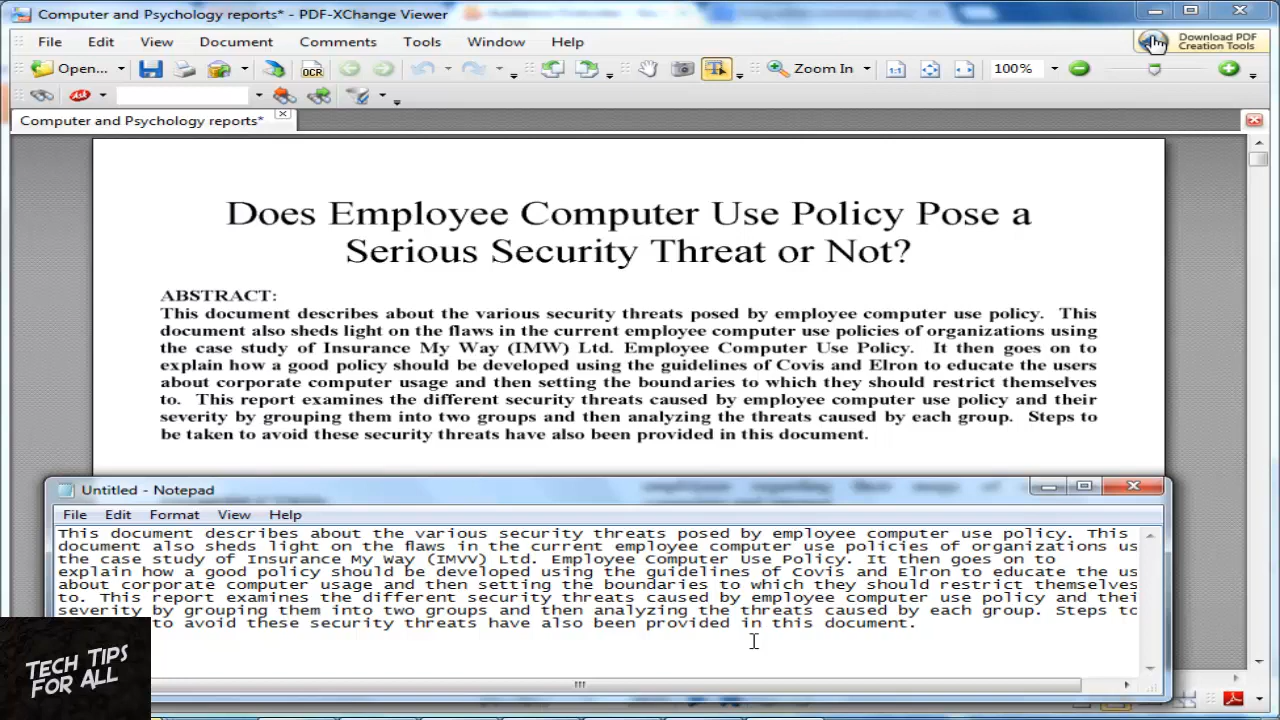 Computer and Psychology reports* - PDF-XChange Viewer
File Edit View Document Comments Tools Window Help
Download PDF
Creation Tools
Open... OCR Zoom In 1:1 100%
Ask
Computer and Psychology reports*
Does Employee Computer Use Policy Pose a
Serious Security Threat or Not?
ABSTRACT:
This document describes about the various security threats posed by employee computer use policy. This
document also sheds light on the flaws in the current employee computer use policies of organizations using
the case study of Insurance My Way (IMW) Ltd. Employee Computer Use Policy. It then goes on to
explain how a good policy should be developed using the guidelines of Covis and Elron to educate the users
about corporate computer usage and then setting the boundaries to which they should restrict themselves
to. This report examines the different security threats caused by employee computer use policy and their
severity by grouping them into two groups and then analyzing the threats caused by each group. Steps to
be taken to avoid these security threats have also been provided in this document.
Untitled - Notepad
File Edit Format View Help
This document describes about the various security threats posed by employee computer use policy. This
document also sheds light on the flaws in the current employee computer use policies of organizations us
the case study of Insurance My Way (IMVV) Ltd. Employee Computer Use Policy. It then goes on to
explain how a good policy should be developed using the guidelines of Covis and Elron to educate the us
about corporate computer usage and then setting the boundaries to which they should restrict themselves
to. This report examines the different security threats caused by employee computer use policy and thei
severity by grouping them into two groups and then analyzing the threats caused by each group. Steps to
to avoid these security threats have also been provided in this document.
TECH TIPS
FOR ALL